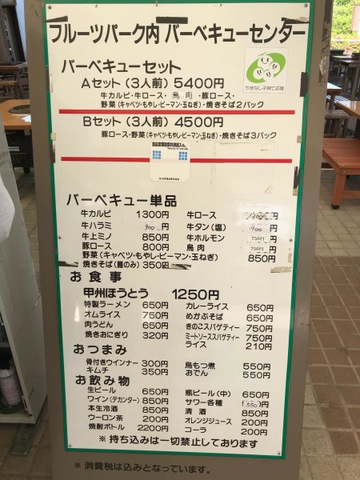 フルーツパーク内 バーベキューセンター
バーベキューセット
Aセット(3人前) 5400円
牛カルビ・牛ロース・鳥肉・豚ロース・
野菜(キャベツ・もやし・ピーマン・玉ねぎ)・焼きそば2パック
Bセット(3人前) 4500円
豚ロース・野菜(キャベツ・もやし・ピーマン・玉ねぎ)・焼きそば3パック
バーベキュー単品
牛カルビ 1300円 牛ロース
牛ハラミ 円 牛タン(塩) 円
牛上ミノ 850円 牛ホルモン 円
豚ロース 800円 鳥肉 円
野菜(キャベツ・もやし・ピーマン・玉ねぎ) 850円
焼きそば(麺のみ) 350円
お食事
甲州ほうとう 1250円
特製ラーメン 650円 カレーライス 650円
オムライス 750円 めかぶそば 650円
肉うどん 650円 きのこスパゲティー 750円
焼きおにぎり 320円 ミートソーススパゲティー 750円
ライス 210円
おつまみ
骨付きウインナー 300円 鳥もつ煮 550円
キムチ 350円 おでん 550円
お飲み物
生ビール 650円 瓶ビール(中) 650円
ワイン(デカンター) 850円 サワー各種 550円
本生冷酒 850円 清酒 850円
ウーロン茶 200円 オレンジジュース 200円
焼酎ボトル 2200円 コーラ 200円
※持ち込みは一切禁止しております
※消費税は込みとなっています。